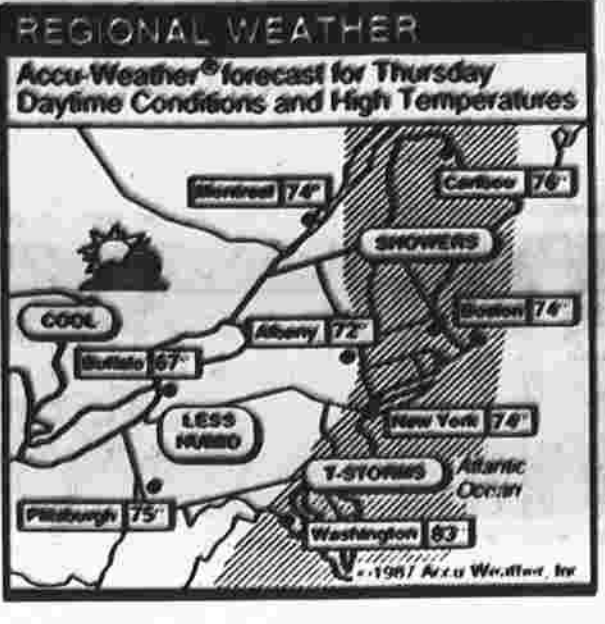 REGIONAL WEATHER
Accu-Weather® forecast for Thursday
Daytime Conditions and High Temperatures
Montreal 74°
Caribou 76°
SHOWERS
COOL
Boston 74°
Albany 72°
Buffalo 67°
LESS
HUMID
New York 74°
T-STORMS
Atlantic
Ocean
Pittsburgh 75°
Washington 83°
©1987 Accu Weather, Inc